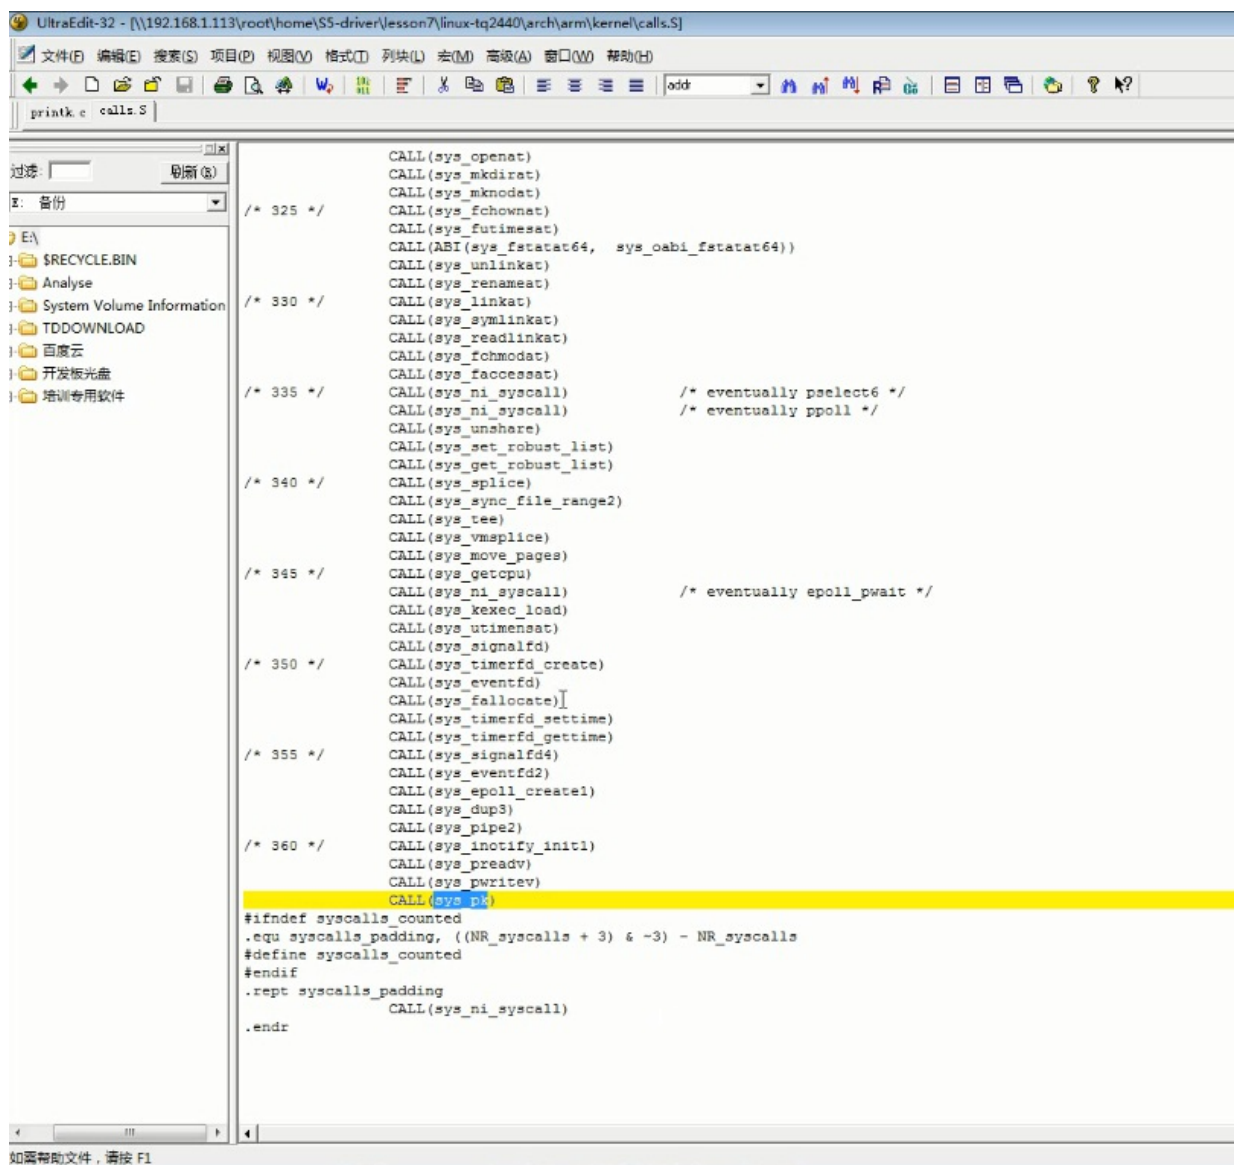 UltraEdit-32 - [\\192.168.1.113\root\home\S5-driver\lesson7\linux-tq2440\arch\arm\kernel\calls.S]
文件(F) 编辑(E) 搜索(S) 项目(P) 视图(V) 格式(T) 列块(L) 宏(M) 高级(A) 窗口(W) 帮助(H)
addr
printk.c calls.S
过滤: 刷新(R)
E: 备份
E:\
$RECYCLE.BIN
Analyse
System Volume Information
TDDOWNLOAD
百度云
开发板光盘
培训专用软件
CALL(sys_openat)
CALL(sys_mkdirat)
CALL(sys_mknodat)
/* 325 */ CALL(sys_fchownat)
CALL(sys_futimesat)
CALL(ABI(sys_fstatat64, sys_oabi_fstatat64))
CALL(sys_unlinkat)
CALL(sys_renameat)
/* 330 */ CALL(sys_linkat)
CALL(sys_symlinkat)
CALL(sys_readlinkat)
CALL(sys_fchmodat)
CALL(sys_faccessat)
/* 335 */ CALL(sys_ni_syscall) /* eventually pselect6 */
CALL(sys_ni_syscall) /* eventually ppoll */
CALL(sys_unshare)
CALL(sys_set_robust_list)
CALL(sys_get_robust_list)
/* 340 */ CALL(sys_splice)
CALL(sys_sync_file_range2)
CALL(sys_tee)
CALL(sys_vmsplice)
CALL(sys_move_pages)
/* 345 */ CALL(sys_getcpu)
CALL(sys_ni_syscall) /* eventually epoll_pwait */
CALL(sys_kexec_load)
CALL(sys_utimensat)
CALL(sys_signalfd)
/* 350 */ CALL(sys_timerfd_create)
CALL(sys_eventfd)
CALL(sys_fallocate)
CALL(sys_timerfd_settime)
CALL(sys_timerfd_gettime)
/* 355 */ CALL(sys_signalfd4)
CALL(sys_eventfd2)
CALL(sys_epoll_create1)
CALL(sys_dup3)
CALL(sys_pipe2)
/* 360 */ CALL(sys_inotify_init1)
CALL(sys_preadv)
CALL(sys_pwritev)
CALL(sys_pk)
#ifndef syscalls_counted
.equ syscalls_padding, ((NR_syscalls + 3) & ~3) - NR_syscalls
#define syscalls_counted
#endif
.rept syscalls_padding
CALL(sys_ni_syscall)
.endr
如需帮助文件，请按 F1